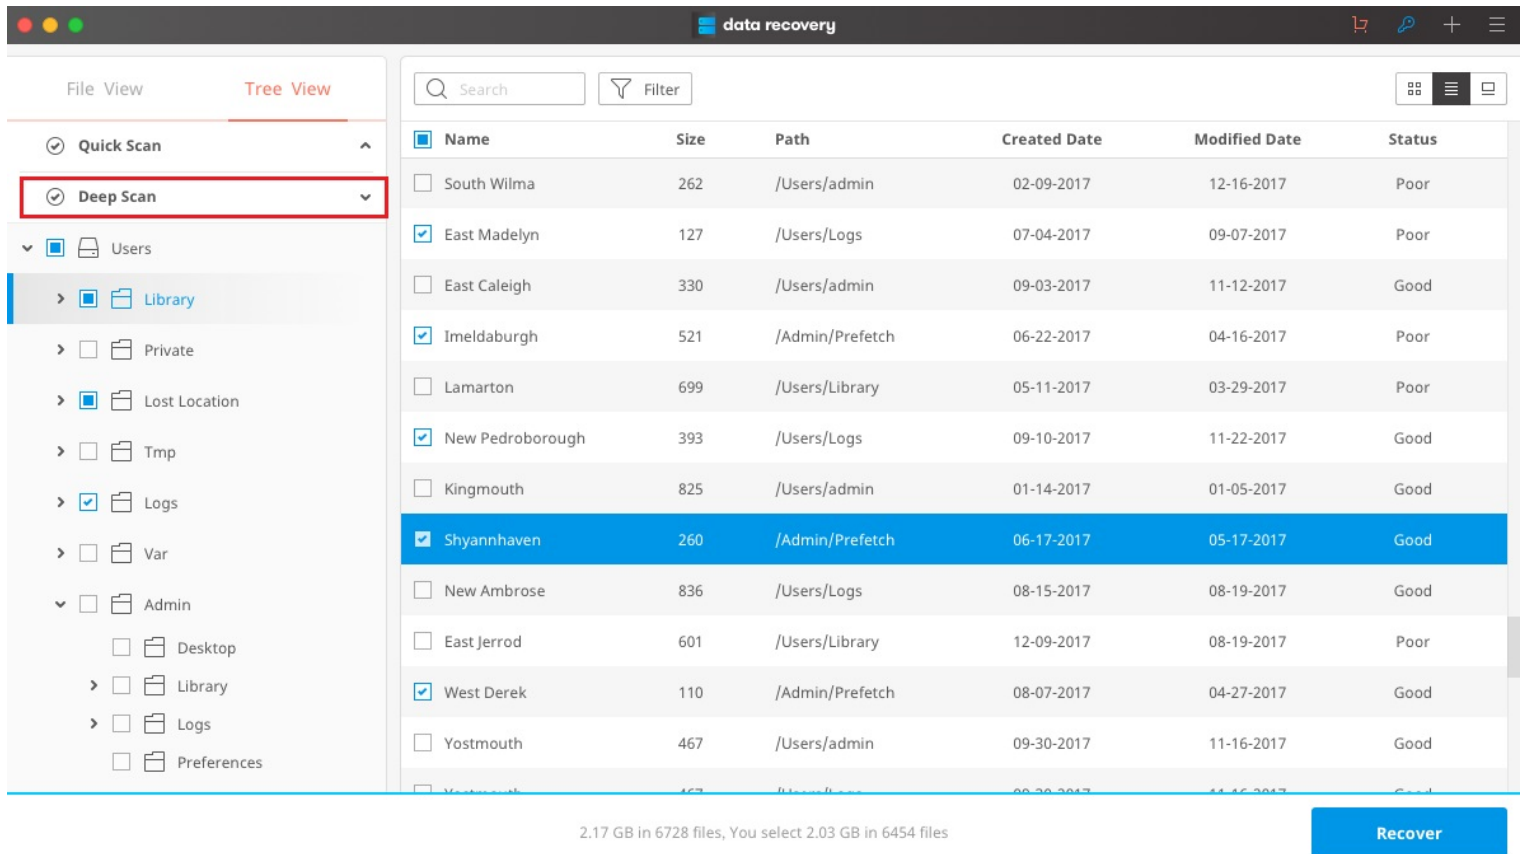 data recovery
File View Tree View
Search Filter
Quick Scan
Deep Scan
Users
Library
Private
Lost Location
Tmp
Logs
Var
Admin
Desktop
Library
Logs
Preferences
Name Size Path Created Date Modified Date Status
South Wilma 262 /Users/admin 02-09-2017 12-16-2017 Poor
East Madelyn 127 /Users/Logs 07-04-2017 09-07-2017 Poor
East Caleigh 330 /Users/admin 09-03-2017 11-12-2017 Good
Imeldaburgh 521 /Admin/Prefetch 06-22-2017 04-16-2017 Poor
Lamarton 699 /Users/Library 05-11-2017 03-29-2017 Poor
New Pedroborough 393 /Users/Logs 09-10-2017 11-22-2017 Good
Kingmouth 825 /Users/admin 01-14-2017 01-05-2017 Good
Shyannhaven 260 /Admin/Prefetch 06-17-2017 05-17-2017 Good
New Ambrose 836 /Users/Logs 08-15-2017 08-19-2017 Good
East Jerrod 601 /Users/Library 12-09-2017 08-19-2017 Poor
West Derek 110 /Admin/Prefetch 08-07-2017 04-27-2017 Good
Yostmouth 467 /Users/admin 09-30-2017 11-16-2017 Good
2.17 GB in 6728 files, You select 2.03 GB in 6454 files
Recover